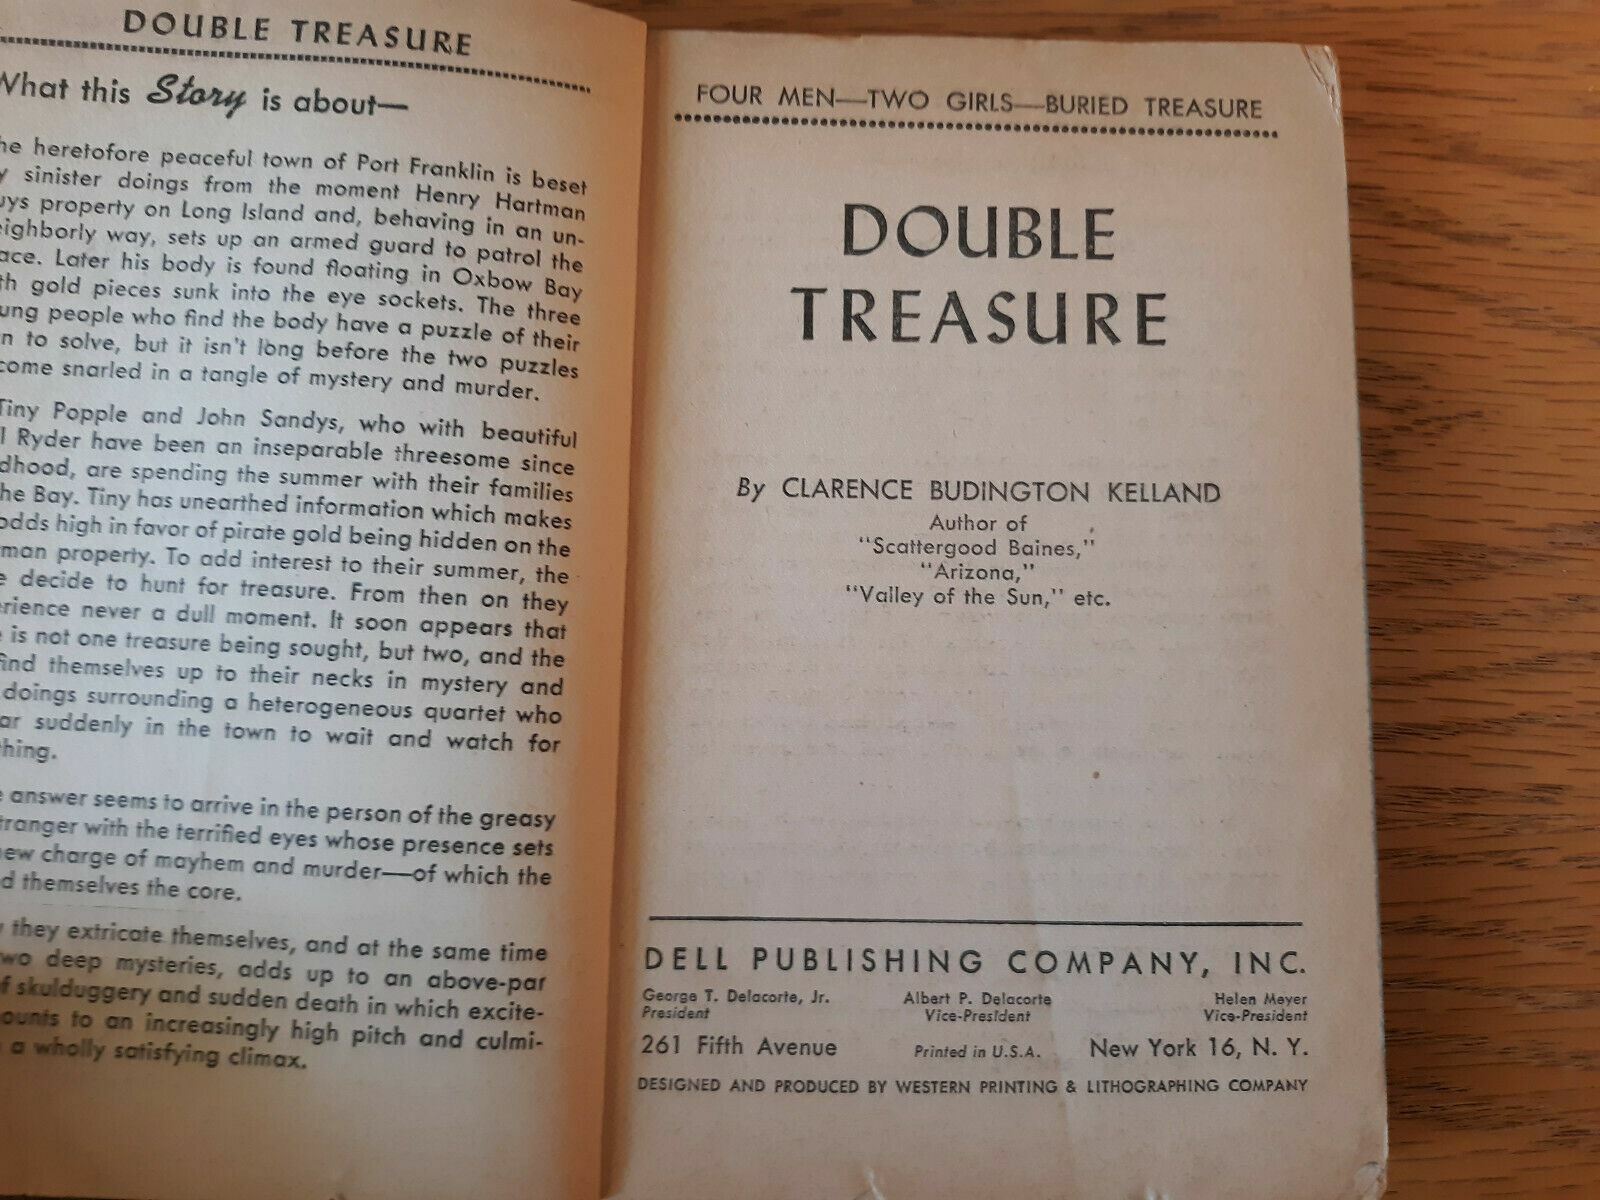 DOUBLE TREASURE
What this Story is about—
he heretofore peaceful town of Port Franklin is beset
y sinister doings from the moment Henry Hartman
uys property on Long Island and, behaving in an un-
eighborly way, sets up an armed guard to patrol the
ace. Later his body is found floating in Oxbow Bay
th gold pieces sunk into the eye sockets. The three
ung people who find the body have a puzzle of their
n to solve, but it isn't long before the two puzzles
come snarled in a tangle of mystery and murder.
Tiny Popple and John Sandys, who with beautiful
l Ryder have been an inseparable threesome since
dhood, are spending the summer with their families
he Bay. Tiny has unearthed information which makes
odds high in favor of pirate gold being hidden on the
man property. To add interest to their summer, the
e decide to hunt for treasure. From then on they
erience never a dull moment. It soon appears that
e is not one treasure being sought, but two, and the
find themselves up to their necks in mystery and
doings surrounding a heterogeneous quartet who
ar suddenly in the town to wait and watch for
thing.
e answer seems to arrive in the person of the greasy
tranger with the terrified eyes whose presence sets
new charge of mayhem and murder—of which the
d themselves the core.
they extricate themselves, and at the same time
two deep mysteries, adds up to an above-par
f skulduggery and sudden death in which excite-
ounts to an increasingly high pitch and culmi-
a wholly satisfying climax.
FOUR MEN—TWO GIRLS—BURIED TREASURE
DOUBLE
TREASURE
By CLARENCE BUDINGTON KELLAND
Author of
"Scattergood Baines,"
"Arizona,"
"Valley of the Sun," etc.
DELL PUBLISHING COMPANY, INC.
George T. Delacorte, Jr. Albert P. Delacorte Helen Meyer
President Vice-President Vice-President
261 Fifth Avenue Printed in U.S.A. New York 16, N. Y.
DESIGNED AND PRODUCED BY WESTERN PRINTING & LITHOGRAPHING COMPANY